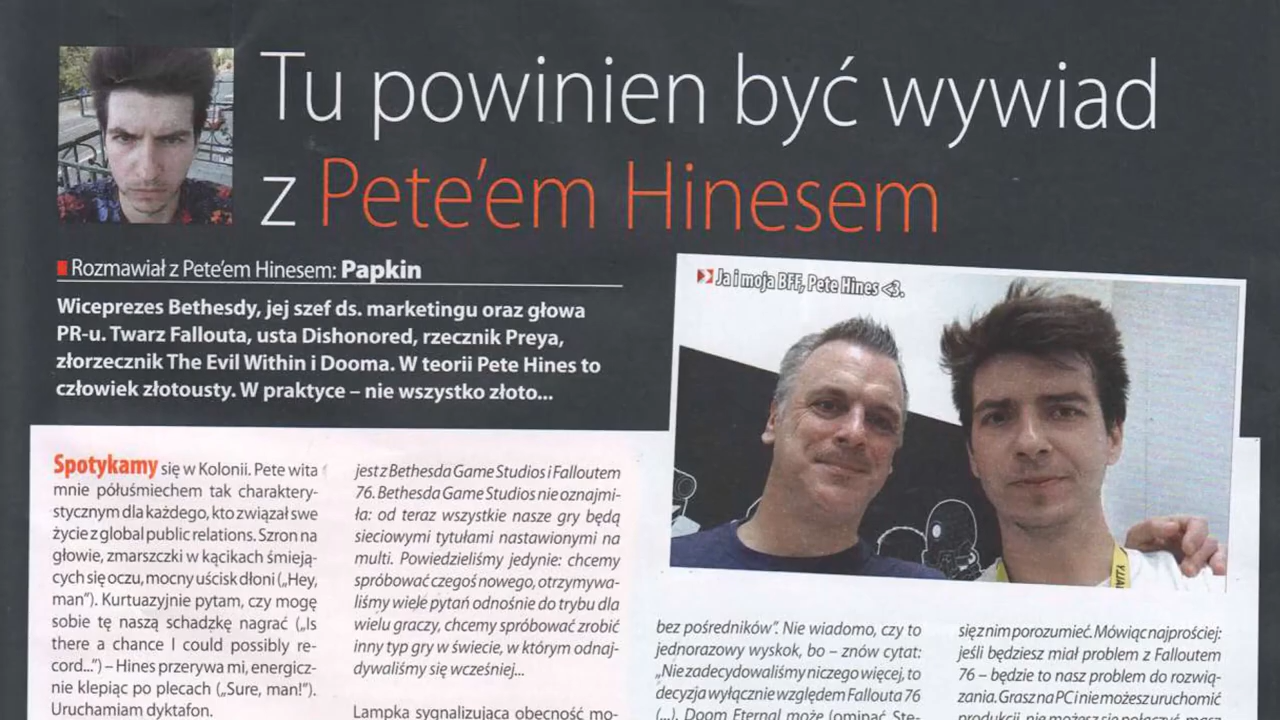 Tu powinien być wywiad
z Pete'em Hinesem
Rozmawiał z Pete'em Hinesem: Papkin
Wiceprezes Bethesdy, jej szef ds. marketingu oraz głowa
PR-u. Twarz Fallouta, usta Dishonored, rzecznik Preya,
złorzecznik The Evil Within i Dooma. W teorii Pete Hines to
człowiek złotousty. W praktyce – nie wszystko złoto...
Ja i moja BFF, Pete Hines <3.
Spotykamy się w Kolonii. Pete wita
mnie półuśmiechem tak charaktery-
stycznym dla każdego, kto związał swe
życie z global public relations. Szron na
głowie, zmarszczki w kącikach śmieją-
cych się oczu, mocny uścisk dłoni („Hey,
man”). Kurtuazyjnie pytam, czy mogę
sobie tę naszą schadzkę nagrać („Is
there a chance I could possibly re-
cord...”) – Hines przerywa mi, energicz-
nie klepiąc po plecach („Sure, man!”).
Uruchamiam dyktafon.
jest z Bethesda Game Studios i Falloutem
76. Bethesda Game Studios nie oznajmi-
ła: od teraz wszystkie nasze gry będą
sieciowymi tytułami nastawionymi na
multi. Powiedzieliśmy jedynie: chcemy
spróbować czegoś nowego, otrzymywa-
liśmy wiele pytań odnośnie do trybu dla
wielu graczy, chcemy spróbować zrobić
inny typ gry w świecie, w którym odnaj-
dywaliśmy się wcześniej...
Lampka sygnalizująca obecność mo-
bez pośredników”. Nie wiadomo, czy to
jednorazowy wyskok, bo – znów cytat:
„Nie zadecydowaliśmy niczego więcej, to
decyzja wyłącznie względem Fallouta 76
(...). Doom Eternal może (ominąć Ste-
się z nim porozumieć. Mówiąc najprościej:
jeśli będziesz miał problem z Falloutem
76 – będzie to nasz problem do rozwią-
zania. Grasz na PC i nie możesz uruchomić
produkcji, nie możesz się połączyć, masz